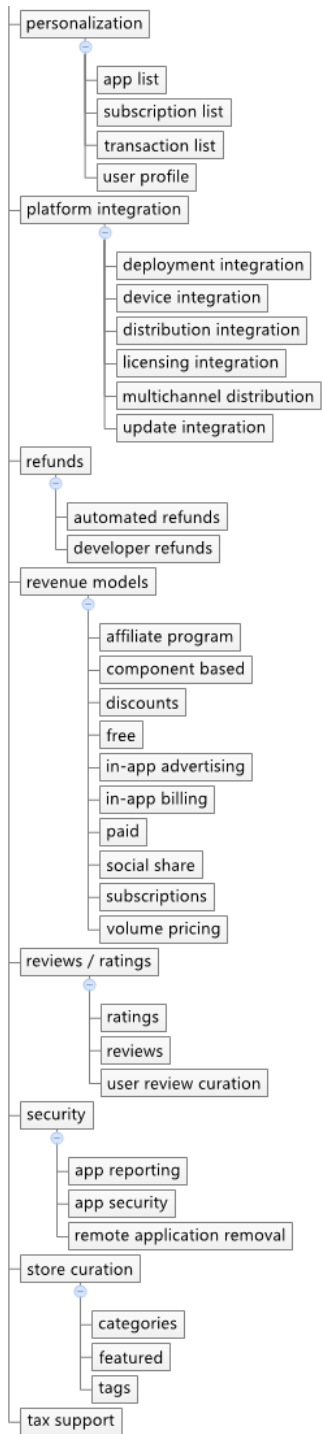 personalization
app list
subscription list
transaction list
user profile
platform integration
deployment integration
device integration
distribution integration
licensing integration
multichannel distribution
update integration
refunds
automated refunds
developer refunds
revenue models
affiliate program
component based
discounts
free
in-app advertising
in-app billing
paid
social share
subscriptions
volume pricing
reviews / ratings
ratings
reviews
user review curation
security
app reporting
app security
remote application removal
store curation
categories
featured
tags
tax support